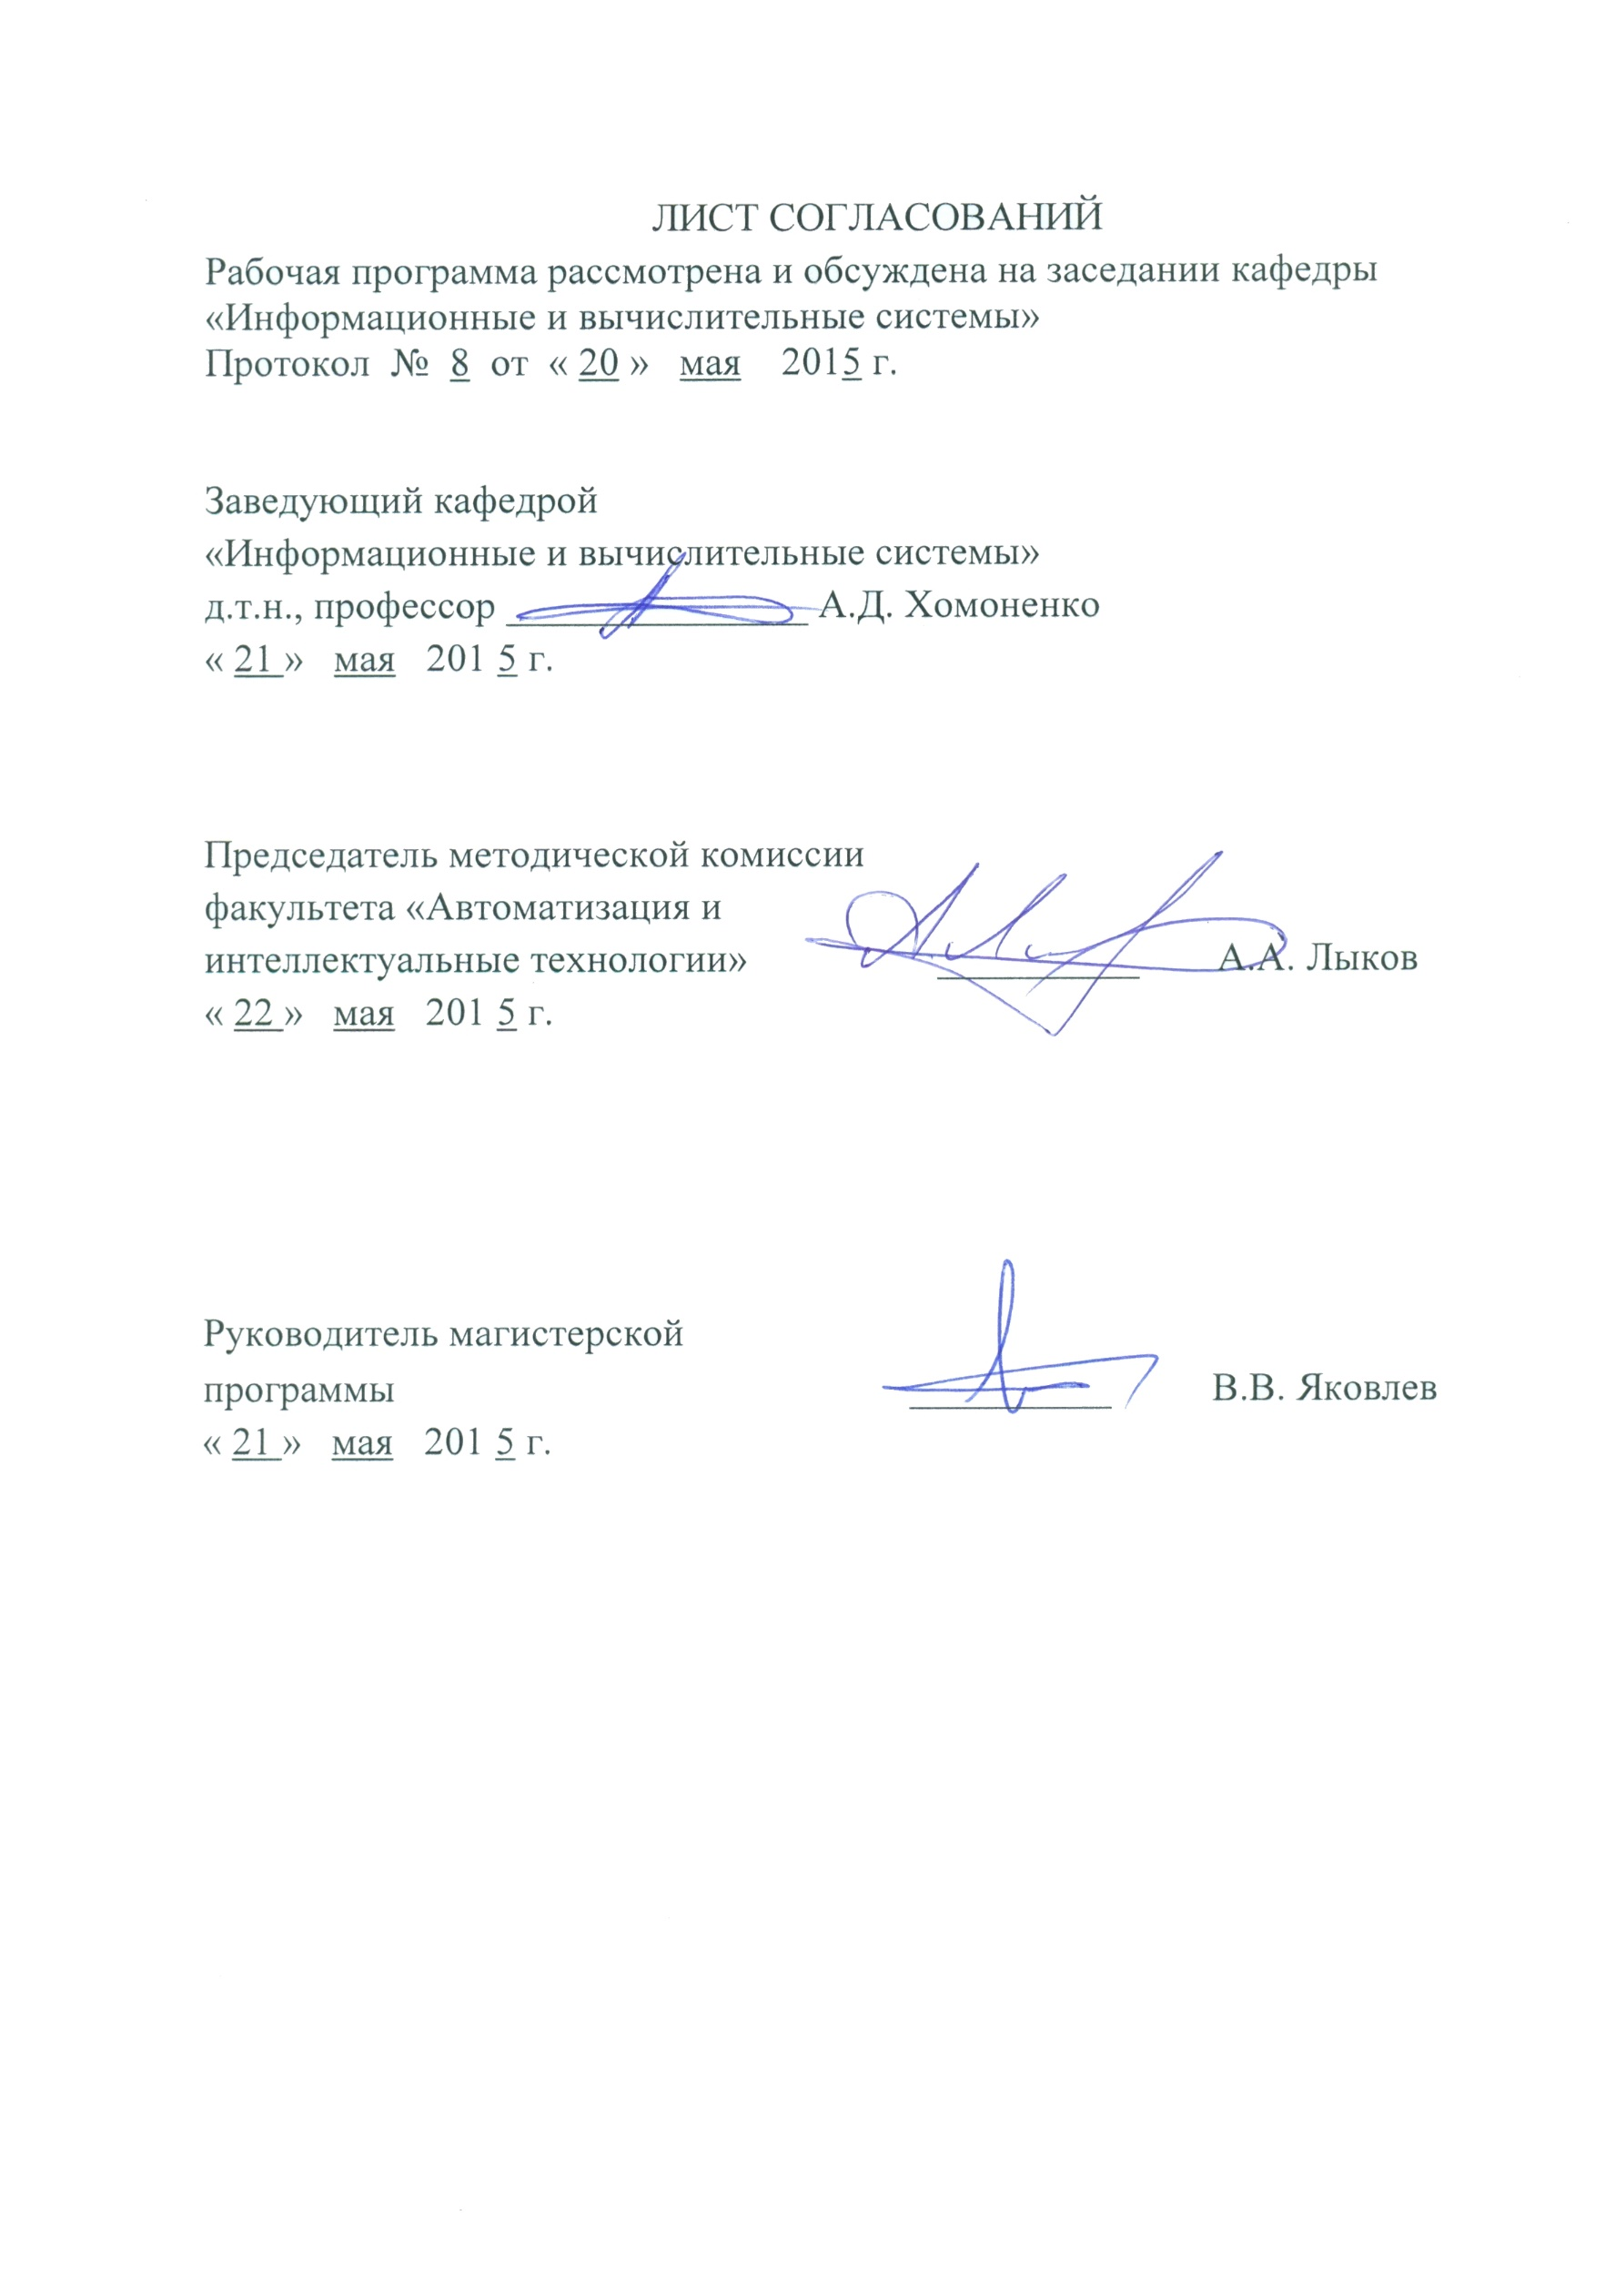 ЛИСТ СОГЛАСОВАНИЙ
Рабочая программа рассмотрена и обсуждена на заседании кафедры
«Информационные и вычислительные системы»
Протокол № 8 от « 20 » мая 2015 г.
Заведующий кафедрой
«Информационные и вычислительные системы»
д.т.н., профессор А.Д. Хомоненко
« 21 » мая 201 5 г.
Председатель методической комиссии
факультета «Автоматизация и
интеллектуальные технологии» А.А. Лыков
« 22 » мая 201 5 г.
Руководитель магистерской
программы В.В. Яковлев
« 21 » мая 201 5 г.